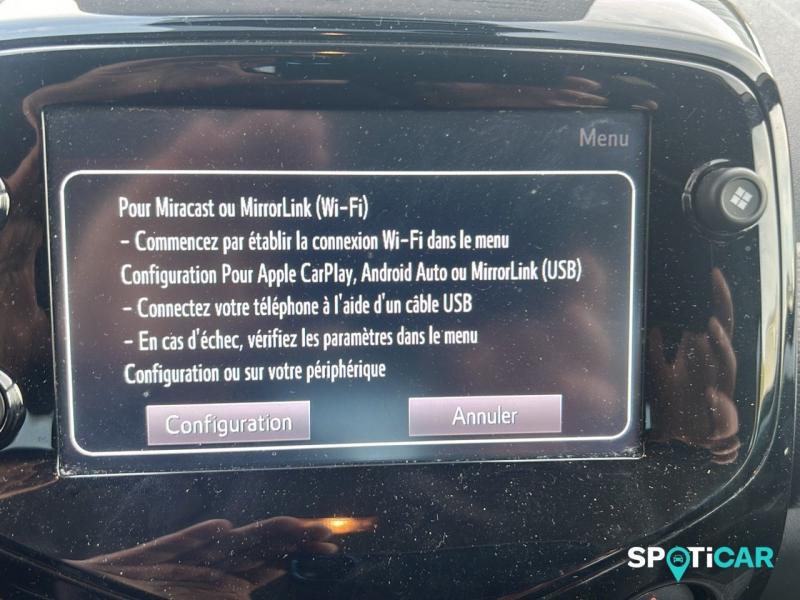 Menu
Pour Miracast ou MirrorLink (Wi-Fi)
- Commencez par établir la connexion Wi-Fi dans le menu
Configuration Pour Apple CarPlay, Android Auto ou MirrorLink (USB)
- Connectez votre téléphone à l'aide d'un câble USB
- En cas d'échec, vérifiez les paramètres dans le menu
Configuration ou sur votre périphérique
Configuration Annuler
SPOTiCAR